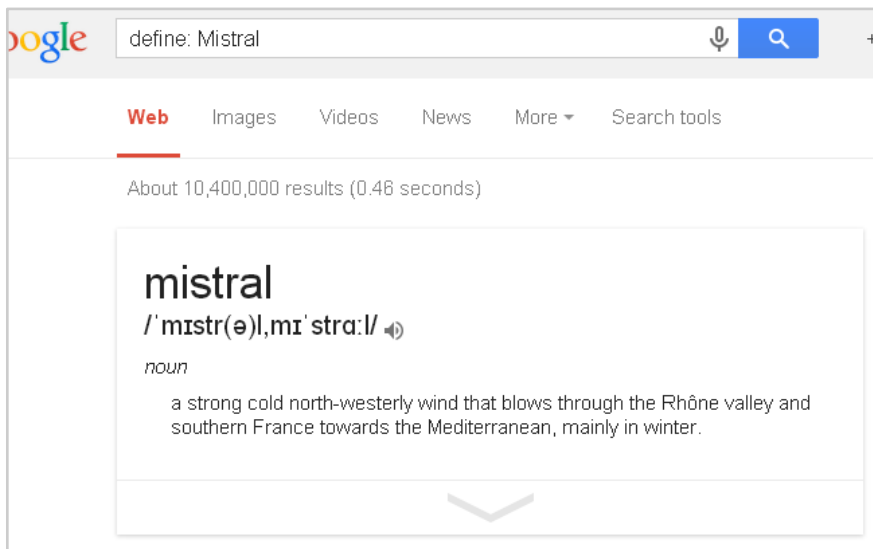 oogle define: Mistral
Web Images Videos News More Search tools
About 10,400,000 results (0.46 seconds)
mistral
/ˈmɪstr(ə)l,mɪˈstrɑːl/
noun
a strong cold north-westerly wind that blows through the Rhône valley and
southern France towards the Mediterranean, mainly in winter.